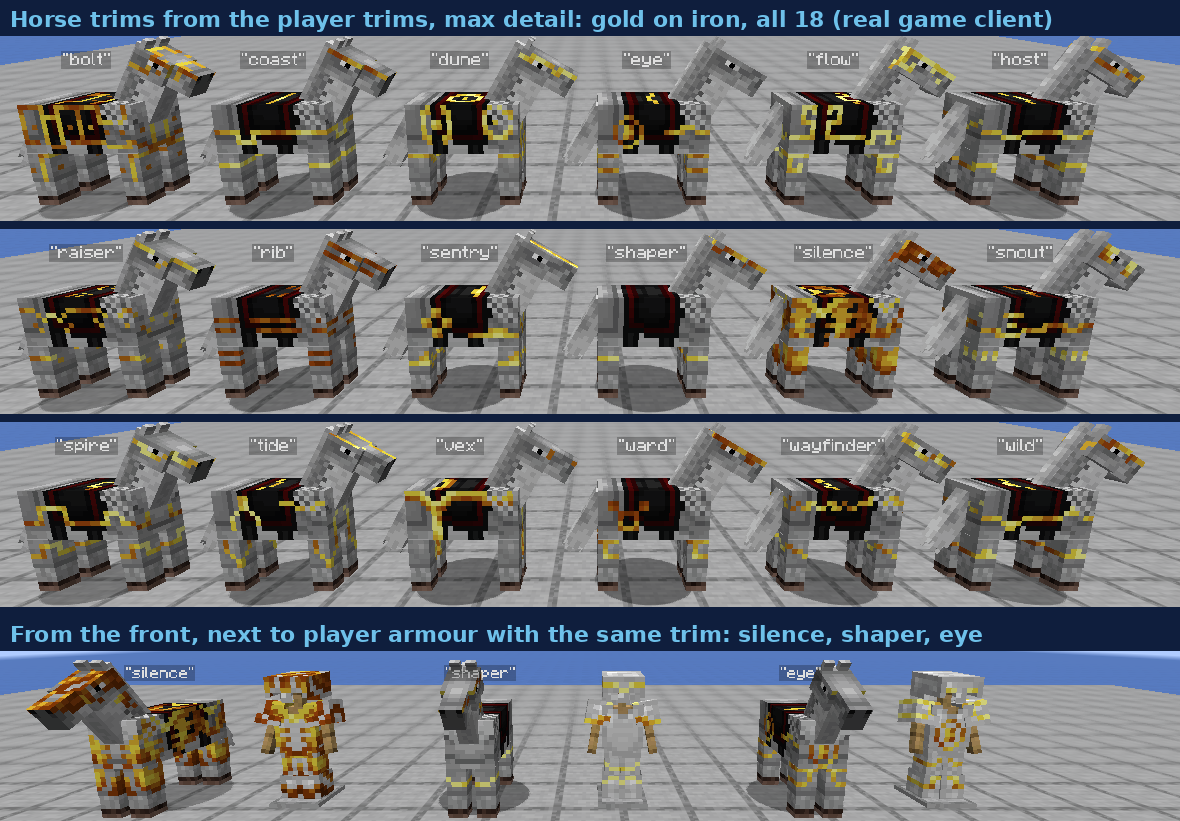 Horse trims from the player trims, max detail: gold on iron, all 18 (real game client)
"bolt" "coast" "dune" "eye" "flow" "host"
"raiser" "rib" "sentry" "shaper" "silence" "snout"
"spire" "tide" "vex" "ward" "wayfinder" "wild"
From the front, next to player armour with the same trim: silence, shaper, eye
"silence" "shaper" "eye"